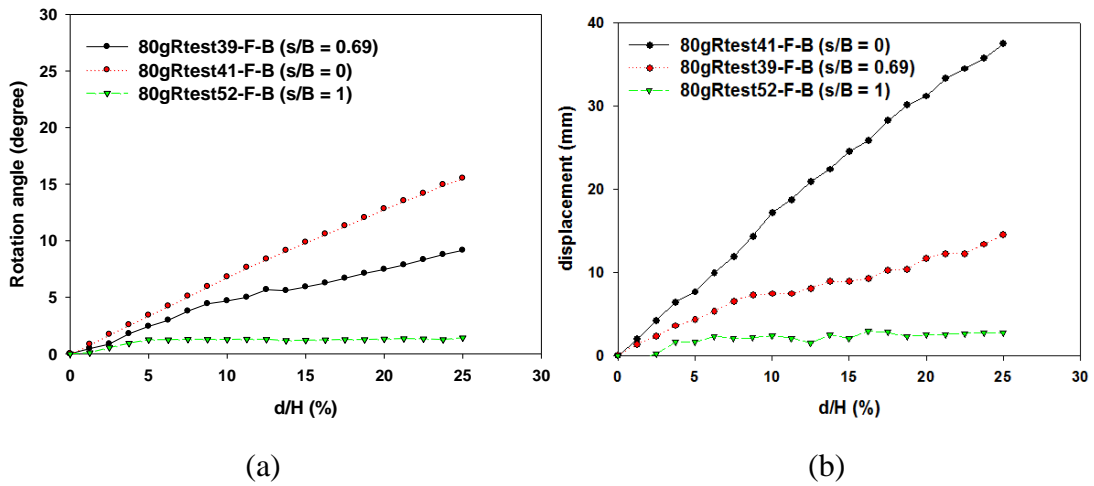 30
25
20
15
10
5
0
Rotation angle (degree)
80gRtest39-F-B (s/B = 0.69)
80gRtest41-F-B (s/B = 0)
80gRtest52-F-B (s/B = 1)
0 5 10 15 20 25 30
d/H (%)
(a)
40
30
20
10
0
displacement (mm)
80gRtest41-F-B (s/B = 0)
80gRtest39-F-B (s/B = 0.69)
80gRtest52-F-B (s/B = 1)
0 5 10 15 20 25 30
d/H (%)
(b)